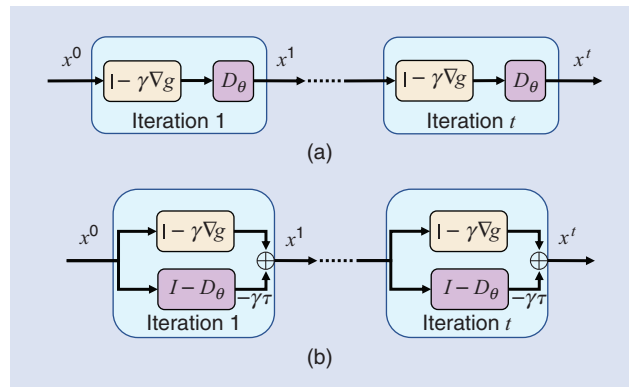 x^0 I − γ∇g D_θ x^1 ...... I − γ∇g D_θ x^t
Iteration 1 Iteration t
(a)
x^0 I − γ∇g x^1 ...... I − γ∇g x^t
I − D_θ −γτ I − D_θ −γτ
Iteration 1 Iteration t
(b)